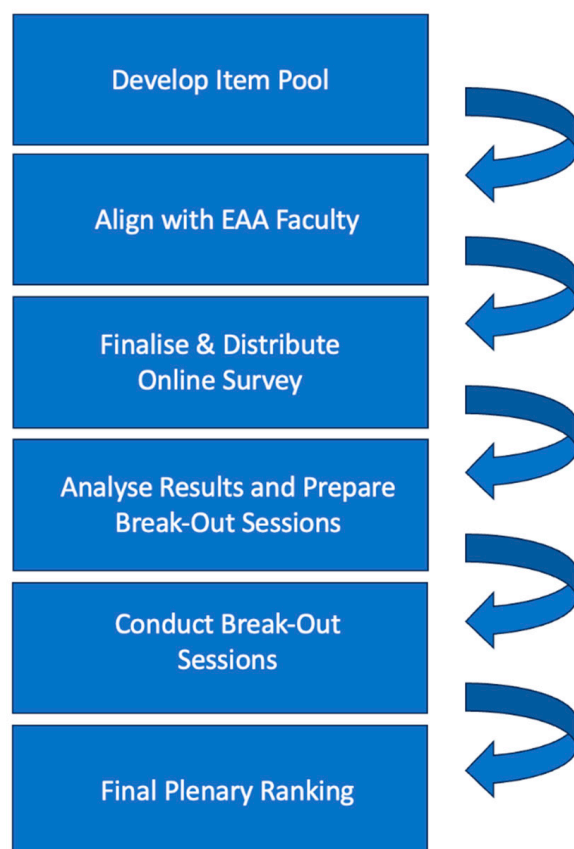 Develop Item Pool
Align with EAA Faculty
Finalise & Distribute
Online Survey
Analyse Results and Prepare
Break-Out Sessions
Conduct Break-Out
Sessions
Final Plenary Ranking